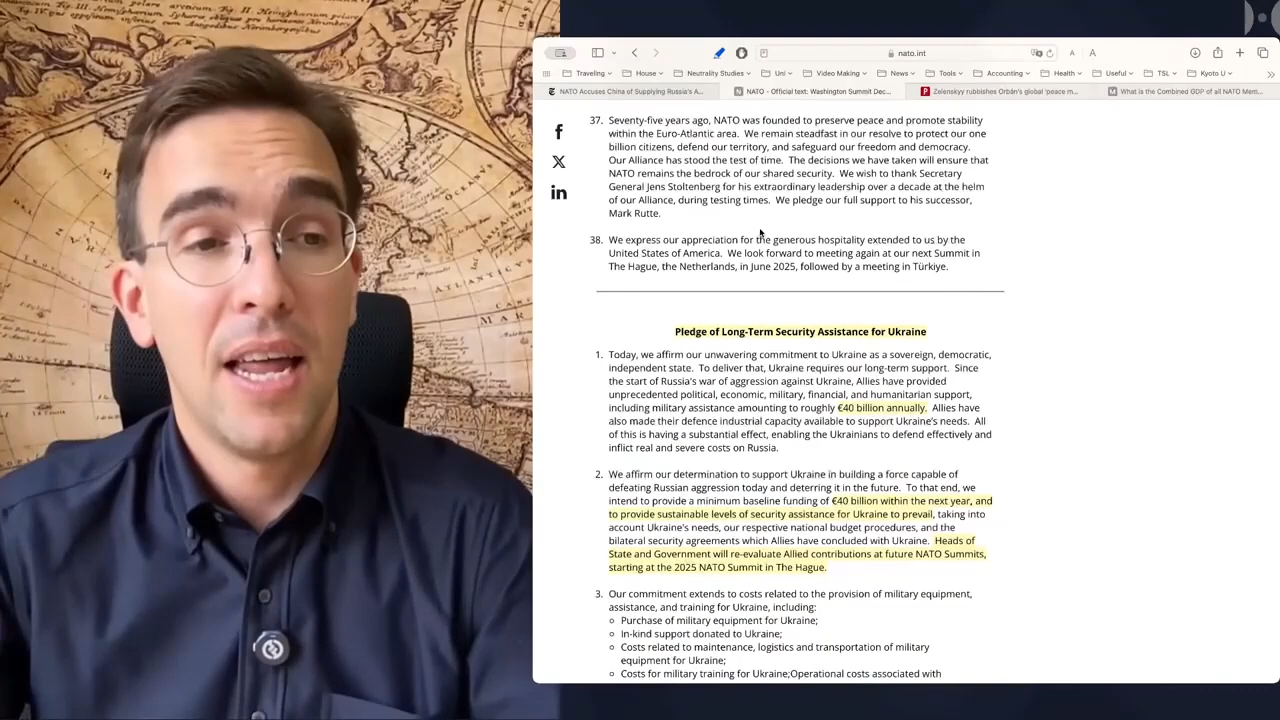 nato.int
Traveling
House
Neutrality Studies
Uni
Video Making
News
Tools
Accounting
Health
Useful
TSL
Kyoto U
NATO Accuses China of Supplying Russia's A...
NATO - Official text: Washington Summit Dec...
Zelenskyy rubbishes Orbán's global 'peace m...
What is the Combined GDP of all NATO Mem...
37. Seventy-five years ago, NATO was founded to preserve peace and promote stability
within the Euro-Atlantic area. We remain steadfast in our resolve to protect our one
billion citizens, defend our territory, and safeguard our freedom and democracy.
Our Alliance has stood the test of time. The decisions we have taken will ensure that
NATO remains the bedrock of our shared security. We wish to thank Secretary
General Jens Stoltenberg for his extraordinary leadership over a decade at the helm
of our Alliance, during testing times. We pledge our full support to his successor,
Mark Rutte.
38. We express our appreciation for the generous hospitality extended to us by the
United States of America. We look forward to meeting again at our next Summit in
The Hague, the Netherlands, in June 2025, followed by a meeting in Türkiye.
Pledge of Long-Term Security Assistance for Ukraine
1. Today, we affirm our unwavering commitment to Ukraine as a sovereign, democratic,
independent state. To deliver that, Ukraine requires our long-term support. Since
the start of Russia's war of aggression against Ukraine, Allies have provided
unprecedented political, economic, military, financial, and humanitarian support,
including military assistance amounting to roughly €40 billion annually. Allies have
also made their defence industrial capacity available to support Ukraine's needs. All
of this is having a substantial effect, enabling the Ukrainians to defend effectively and
inflict real and severe costs on Russia.
2. We affirm our determination to support Ukraine in building a force capable of
defeating Russian aggression today and deterring it in the future. To that end, we
intend to provide a minimum baseline funding of €40 billion within the next year, and
to provide sustainable levels of security assistance for Ukraine to prevail, taking into
account Ukraine's needs, our respective national budget procedures, and the
bilateral security agreements which Allies have concluded with Ukraine. Heads of
State and Government will re-evaluate Allied contributions at future NATO Summits,
starting at the 2025 NATO Summit in The Hague.
3. Our commitment extends to costs related to the provision of military equipment,
assistance, and training for Ukraine, including:
Purchase of military equipment for Ukraine;
In-kind support donated to Ukraine;
Costs related to maintenance, logistics and transportation of military
equipment for Ukraine;
Costs for military training for Ukraine;Operational costs associated with